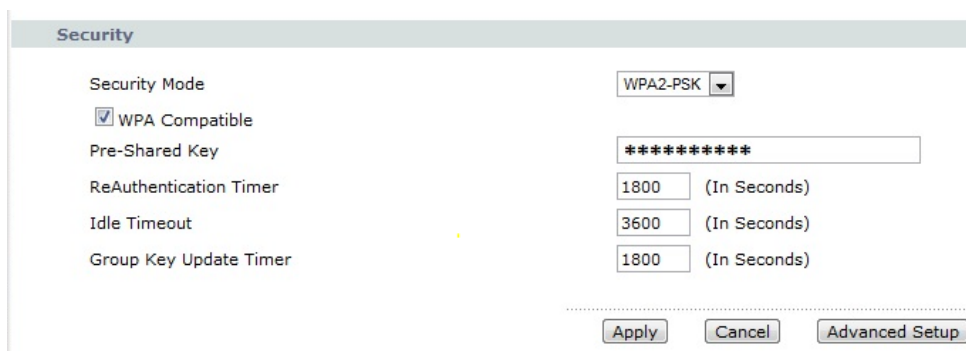 Security
Security Mode WPA2-PSK
WPA Compatible
Pre-Shared Key **********
ReAuthentication Timer 1800 (In Seconds)
Idle Timeout 3600 (In Seconds)
Group Key Update Timer 1800 (In Seconds)
Apply Cancel Advanced Setup